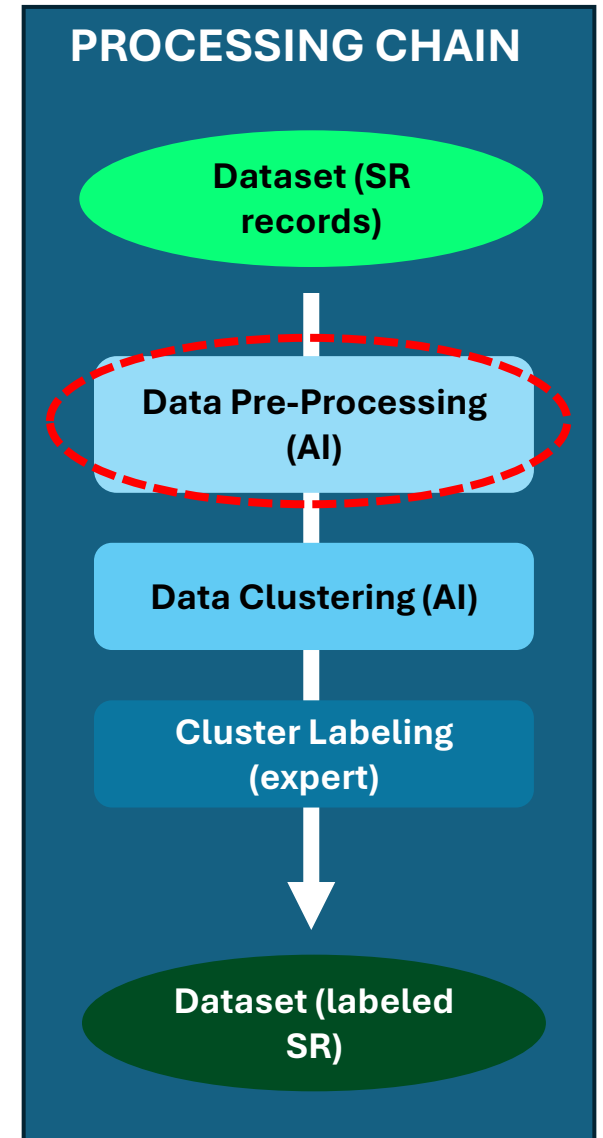 PROCESSING CHAIN
Dataset (SR
records)
Data Pre-Processing
(AI)
Data Clustering (AI)
Cluster Labeling
(expert)
Dataset (labeled
SR)